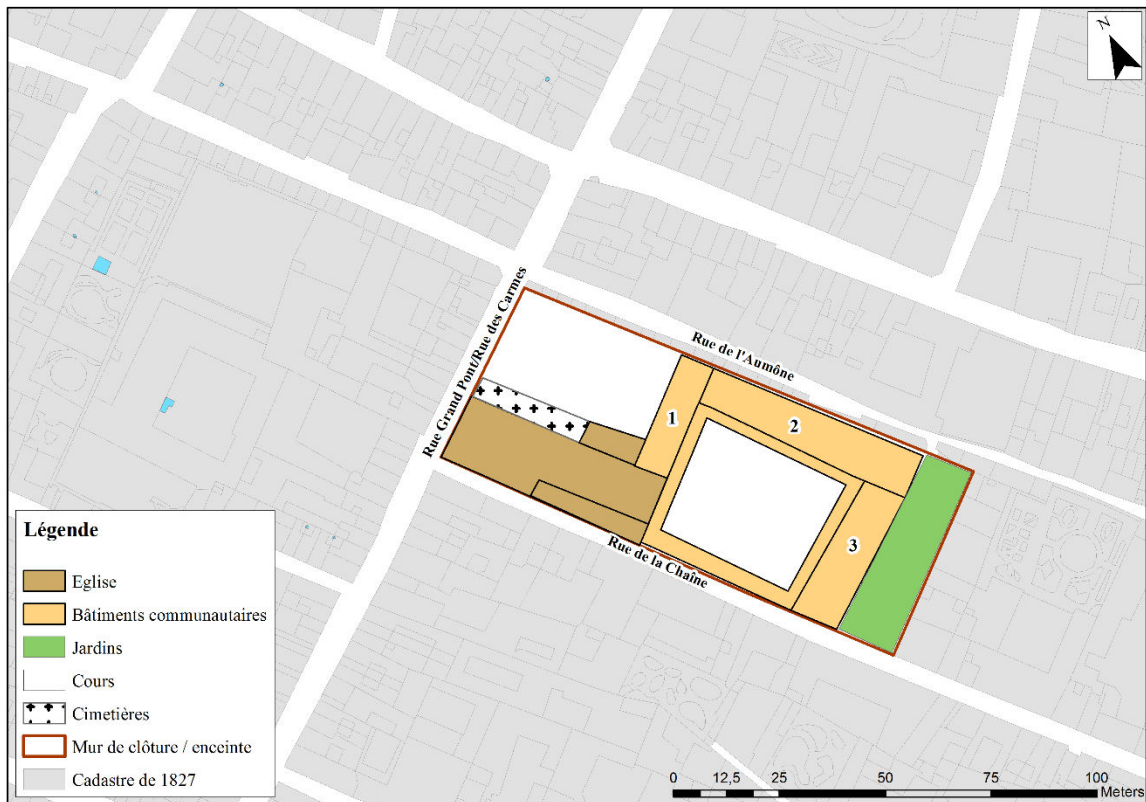 N
Rue Grand Pont/Rue des Carmes
Rue de l'Aumône
1
2
3
Rue de la Chaîne
Légende
Eglise
Bâtiments communautaires
Jardins
Cours
Cimetières
Mur de clôture / enceinte
Cadastre de 1827
0 12,5 25 50 75 100
Meters